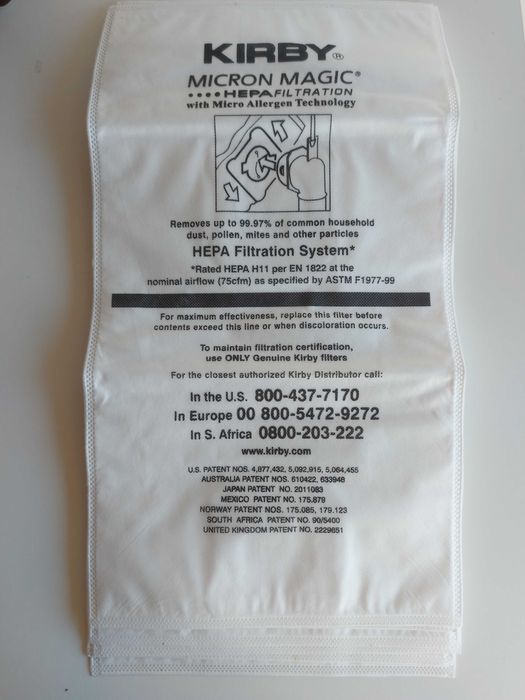 KIRBY®
MICRON MAGIC®
••••HEPAFILTRATION
with Micro Allergen Technology
Removes up to 99.97% of common household
dust, pollen, mites and other particles
HEPA Filtration System*
*Rated HEPA H11 per EN 1822 at the
nominal airflow (75cfm) as specified by ASTM F1977-99
For maximum effectiveness, replace this filter before
contents exceed this line or when discoloration occurs.
To maintain filtration certification,
use ONLY Genuine Kirby filters
For the closest authorized Kirby Distributor call:
In the U.S. 800-437-7170
In Europe 00 800-5472-9272
In S. Africa 0800-203-222
www.kirby.com
U.S. PATENT NOS. 4,877,432, 5,092,915, 5,064,455
AUSTRALIA PATENT NOS. 610422, 633948
JAPAN PATENT NO. 2011083
MEXICO PATENT NO. 175.879
NORWAY PATENT NOS. 175.085, 179.123
SOUTH AFRICA PATENT NO. 90/5400
UNITED KINGDOM PATENT NO. 2229651